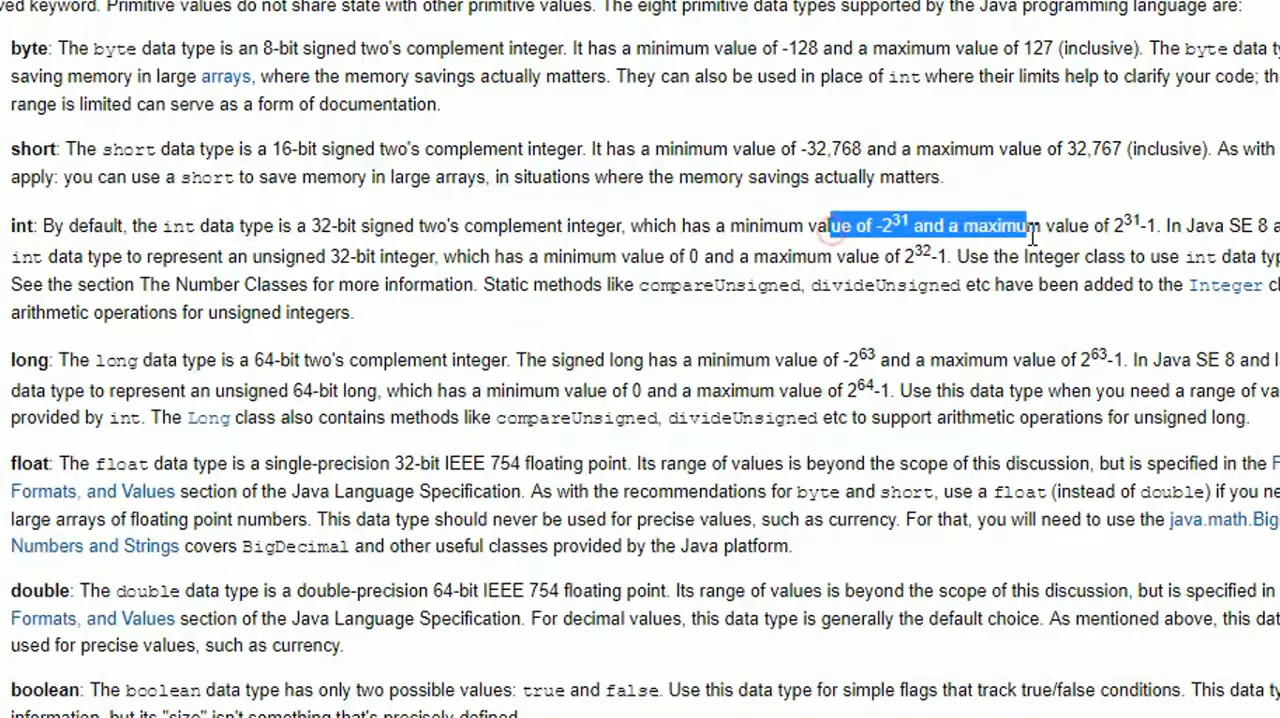 ved keyword. Primitive values do not share state with other primitive values. The eight primitive data types supported by the Java programming language are:
byte: The byte data type is an 8-bit signed two's complement integer. It has a minimum value of -128 and a maximum value of 127 (inclusive). The byte data ty
saving memory in large arrays, where the memory savings actually matters. They can also be used in place of int where their limits help to clarify your code; th
range is limited can serve as a form of documentation.
short: The short data type is a 16-bit signed two's complement integer. It has a minimum value of -32,768 and a maximum value of 32,767 (inclusive). As with
apply: you can use a short to save memory in large arrays, in situations where the memory savings actually matters.
int: By default, the int data type is a 32-bit signed two's complement integer, which has a minimum value of -2³¹ and a maximum value of 2³¹-1. In Java SE 8 a
int data type to represent an unsigned 32-bit integer, which has a minimum value of 0 and a maximum value of 2³²-1. Use the Integer class to use int data typ
See the section The Number Classes for more information. Static methods like compareUnsigned, divideUnsigned etc have been added to the Integer cl
arithmetic operations for unsigned integers.
long: The long data type is a 64-bit two's complement integer. The signed long has a minimum value of -2⁶³ and a maximum value of 2⁶³-1. In Java SE 8 and l
data type to represent an unsigned 64-bit long, which has a minimum value of 0 and a maximum value of 2⁶⁴-1. Use this data type when you need a range of va
provided by int. The Long class also contains methods like compareUnsigned, divideUnsigned etc to support arithmetic operations for unsigned long.
float: The float data type is a single-precision 32-bit IEEE 754 floating point. Its range of values is beyond the scope of this discussion, but is specified in the F
Formats, and Values section of the Java Language Specification. As with the recommendations for byte and short, use a float (instead of double) if you ne
large arrays of floating point numbers. This data type should never be used for precise values, such as currency. For that, you will need to use the java.math.Big
Numbers and Strings covers BigDecimal and other useful classes provided by the Java platform.
double: The double data type is a double-precision 64-bit IEEE 754 floating point. Its range of values is beyond the scope of this discussion, but is specified in
Formats, and Values section of the Java Language Specification. For decimal values, this data type is generally the default choice. As mentioned above, this dat
used for precise values, such as currency.
boolean: The boolean data type has only two possible values: true and false. Use this data type for simple flags that track true/false conditions. This data ty
information, but its "size" isn't something that's precisely defined.